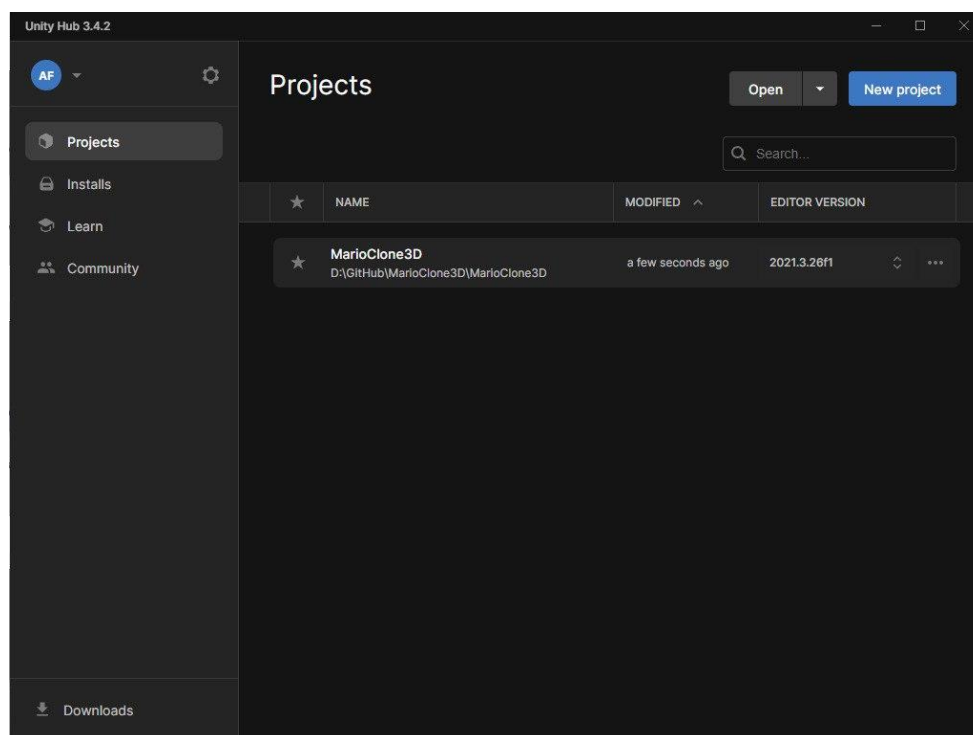 Unity Hub 3.4.2
AF
Projects
Installs
Learn
Community
Downloads
Projects
Open
New project
Search...
NAME MODIFIED EDITOR VERSION
MarioClone3D
D:\GitHub\MarioClone3D\MarioClone3D
a few seconds ago 2021.3.26f1